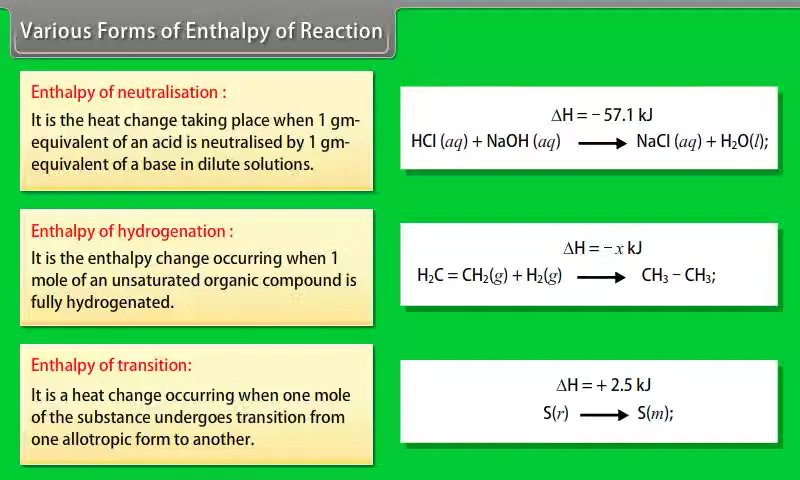 Various Forms of Enthalpy of Reaction
Enthalpy of neutralisation :
It is the heat change taking place when 1 gm-
equivalent of an acid is neutralised by 1 gm-
equivalent of a base in dilute solutions.
ΔH = − 57.1 kJ
HCl (aq) + NaOH (aq) ⟶ NaCl (aq) + H₂O(l);
Enthalpy of hydrogenation :
It is the enthalpy change occurring when 1
mole of an unsaturated organic compound is
fully hydrogenated.
ΔH = − x kJ
H₂C = CH₂(g) + H₂(g) ⟶ CH₃ − CH₃;
Enthalpy of transition:
It is a heat change occurring when one mole
of the substance undergoes transition from
one allotropic form to another.
ΔH = + 2.5 kJ
S(r) ⟶ S(m);